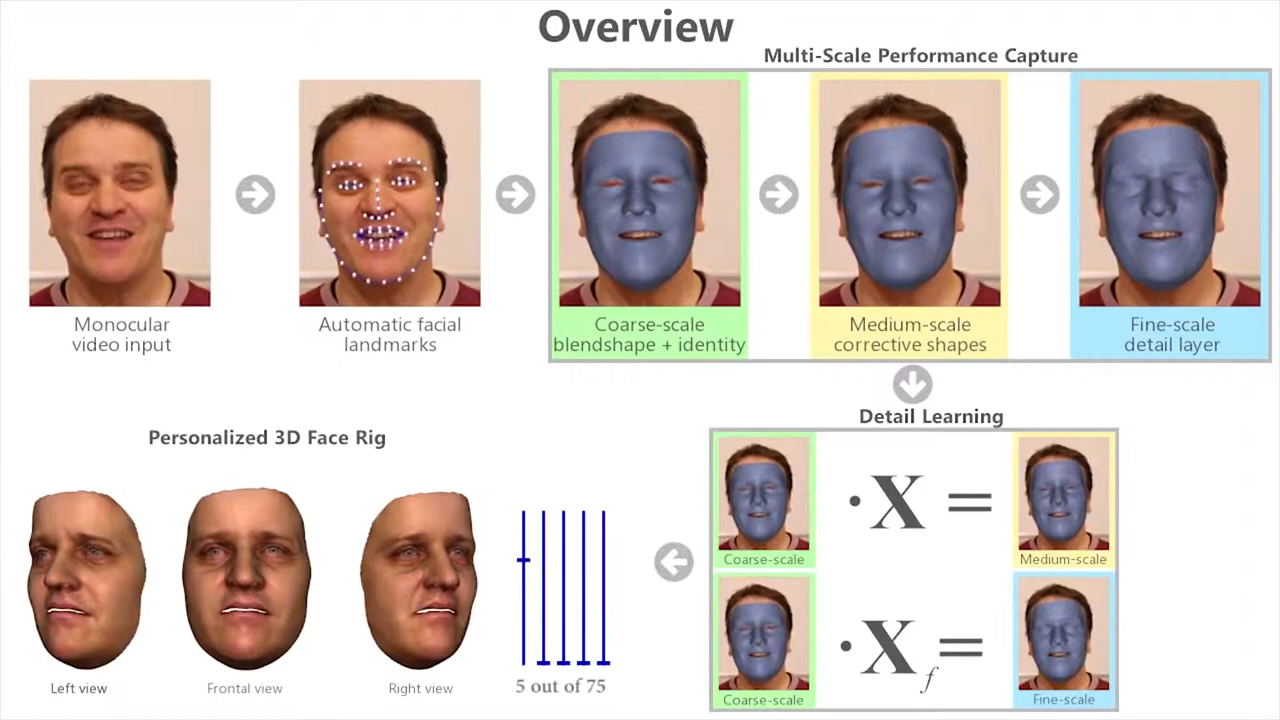 Overview
Multi-Scale Performance Capture
Monocular
video input
Automatic facial
landmarks
Coarse-scale
blendshape + identity
Medium-scale
corrective shapes
Fine-scale
detail layer
Detail Learning
Personalized 3D Face Rig
· X =
Coarse-scale
Medium-scale
· X_f =
Coarse-scale
Fine-scale
Left view
Frontal view
Right view
5 out of 75